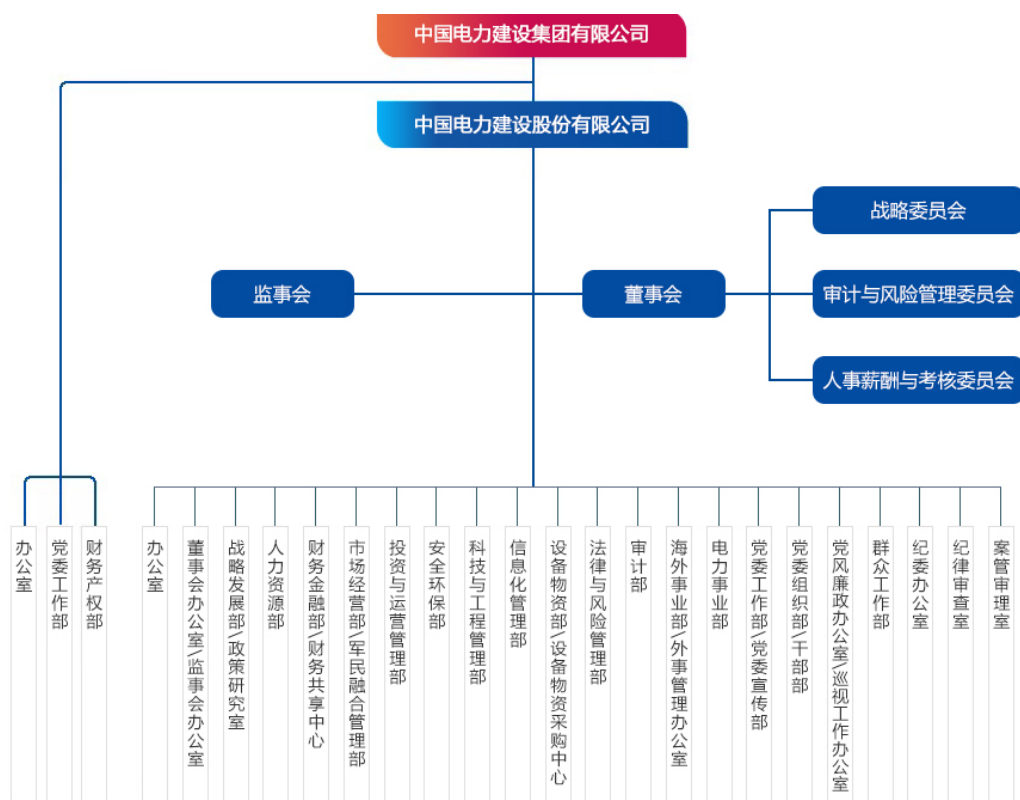 中国电力建设集团有限公司
中国电力建设股份有限公司
战略委员会
监事会
董事会
审计与风险管理委员会
人事薪酬与考核委员会
办公室
党委工作部
财务产权部
办公室
董事会办公室\监事会办公室
战略发展部\政策研究室
人力资源部
财务金融部\财务共享中心
市场经营部\军民融合管理部
投资与运营管理部
安全环保部
科技与工程管理部
信息化管理部
设备物资部\设备物资采购中心
法律与风险管理部
审计部
海外事业部\外事管理办公室
电力事业部
党委工作部\党委宣传部
党委组织部\干部部
党风廉政办公室\巡视工作办公室
群众工作部
纪委办公室
纪律审查室
案管审理室